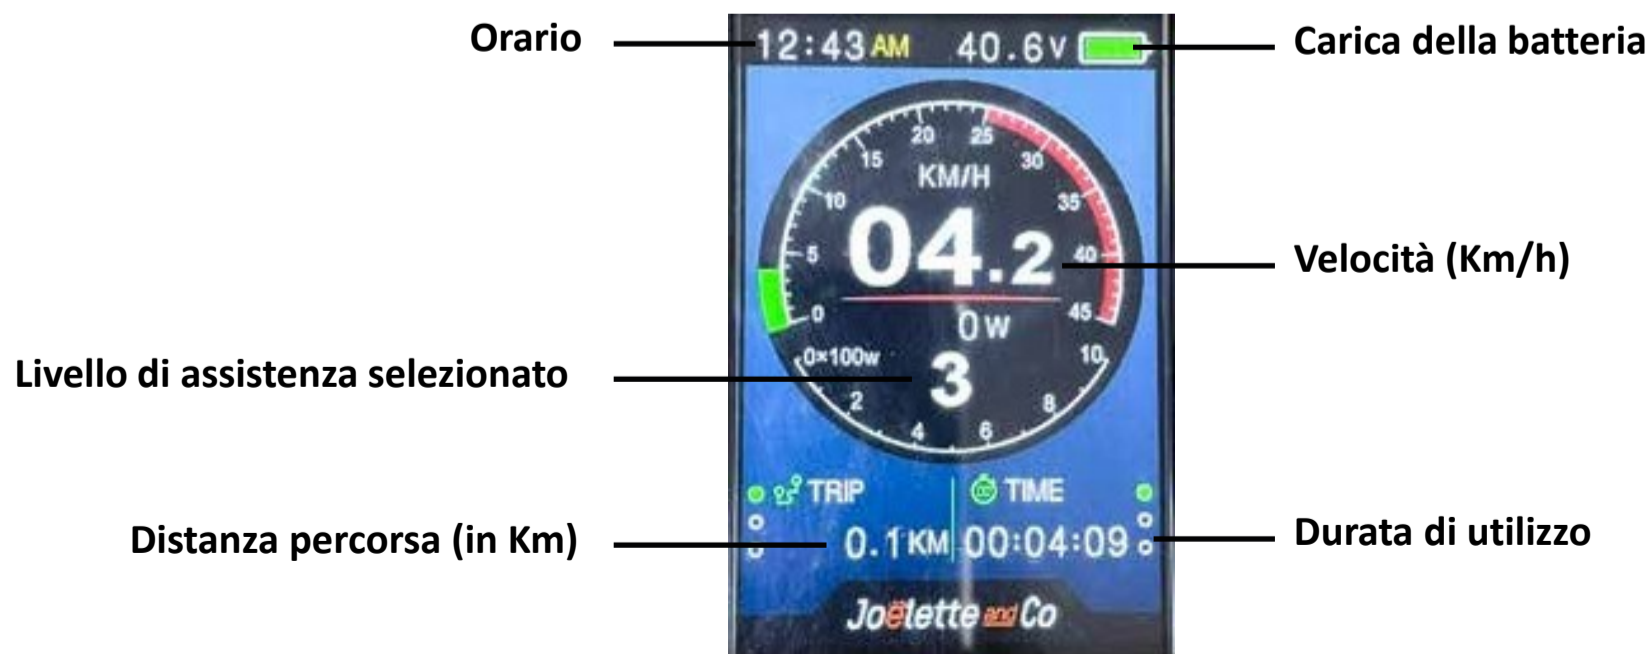 Orario
12:43 AM 40.6V
Carica della batteria
20 25
15 30
KM/H
10 35
04.2
5 40
Velocità (Km/h)
0 45
0 W
0×100w 10
3
Livello di assistenza selezionato
2 8
4 6
TRIP TIME
Distanza percorsa (in Km)
0.1 KM 00:04:09
Durata di utilizzo
Joëlette and Co